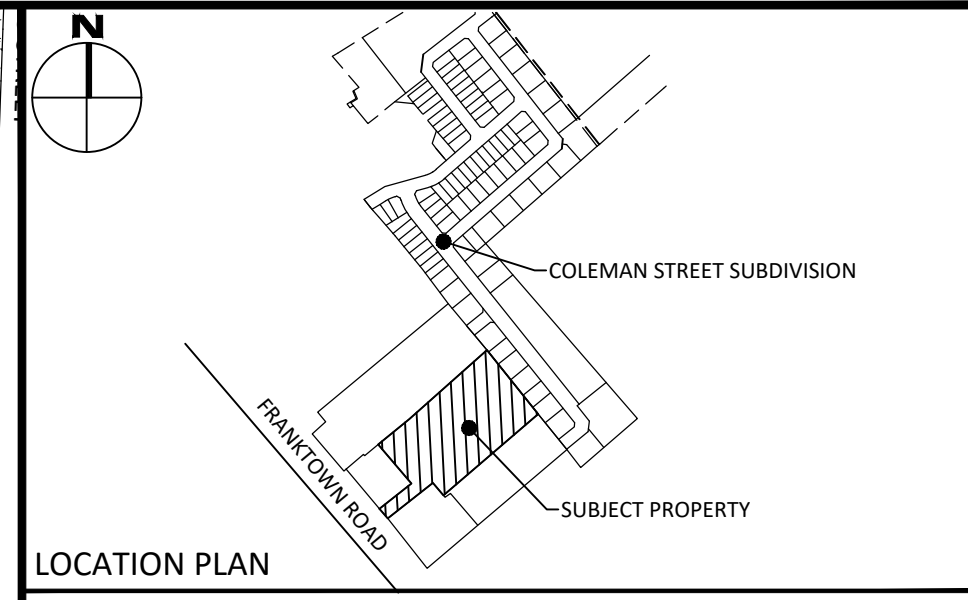 N
COLEMAN STREET SUBDIVISION
FRANKTOWN ROAD
SUBJECT PROPERTY
LOCATION PLAN